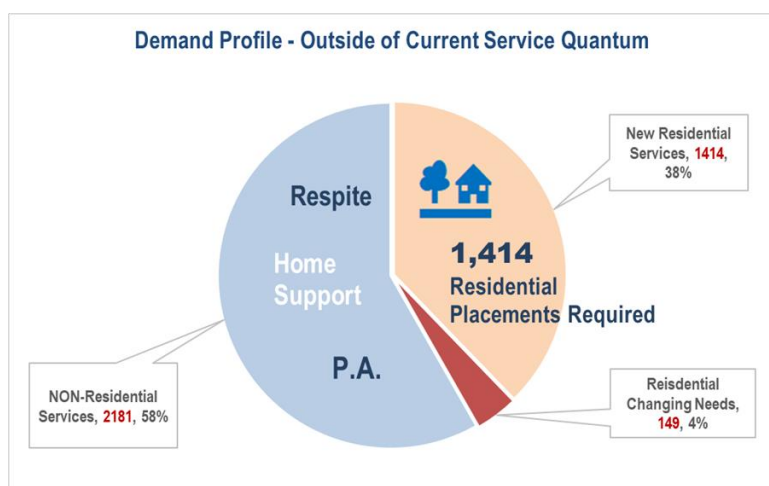 Demand Profile - Outside of Current Service Quantum
New Residential
Services, 1414,
38%
Respite
1,414
Residential
Placements Required
Home
Support
P.A.
NON-Residential
Services, 2181, 58%
Reisdential
Changing Needs,
149, 4%